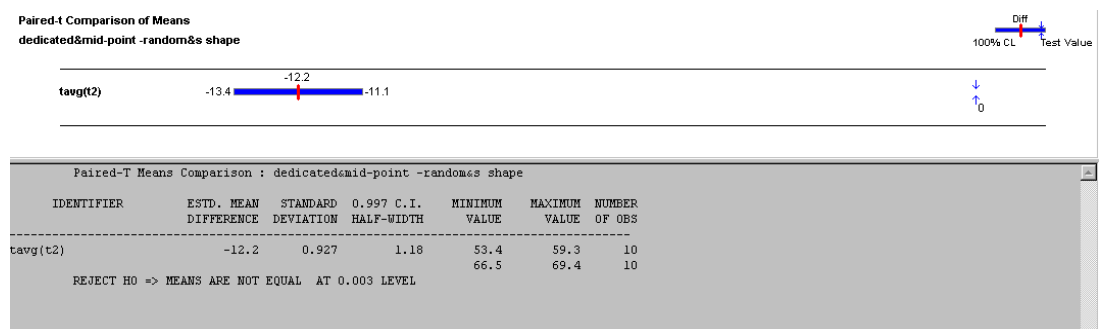 Paired-t Comparison of Means
dedicated&mid-point -random&s shape
Diff
100% CL Test Value
-12.2
tavg(t2) -13.4 -11.1
0
Paired-T Means Comparison : dedicated&mid-point -random&s shape
IDENTIFIER ESTD. MEAN STANDARD 0.997 C.I. MINIMUM MAXIMUM NUMBER
DIFFERENCE DEVIATION HALF-WIDTH VALUE VALUE OF OBS
tavg(t2) -12.2 0.927 1.18 53.4 59.3 10
66.5 69.4 10
REJECT HO => MEANS ARE NOT EQUAL AT 0.003 LEVEL